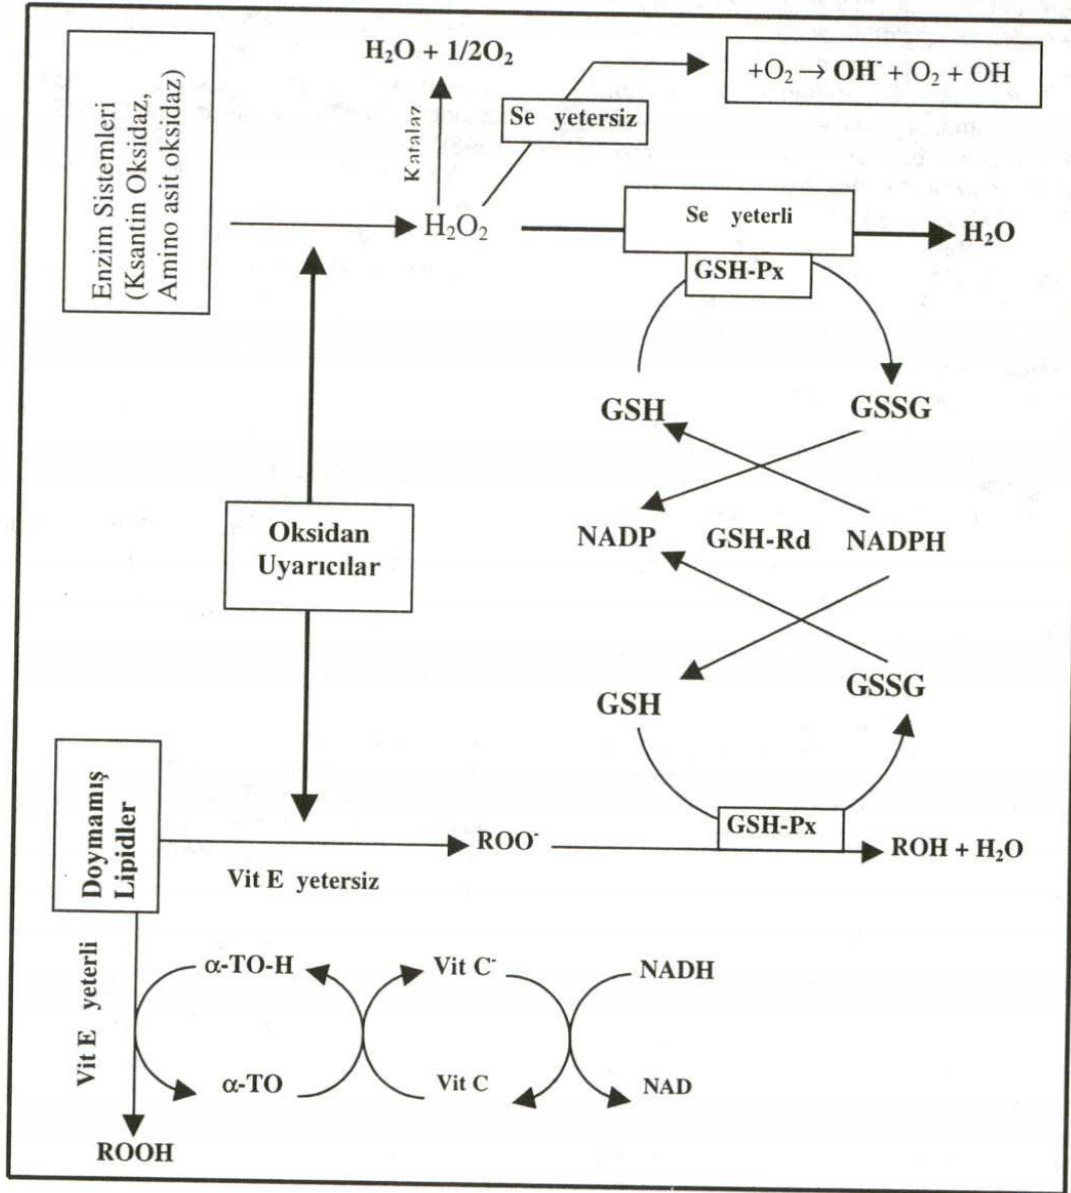 H₂O + 1/2O₂
+O₂ → OH⁻ + O₂ + OH
Enzim Sistemleri
(Ksantin Oksidaz,
Amino asit oksidaz)
Katalaz
Se yetersiz
H₂O₂
Se yeterli
H₂O
GSH-Px
GSH
GSSG
Oksidan
Uyarıcılar
NADP GSH-Rd NADPH
GSH
GSSG
Doymamış
Lipidler
GSH-Px
ROO⁻
ROH + H₂O
Vit E yetersiz
Vit E yeterli
α-TO-H
Vit C⁻
NADH
α-TO
Vit C
NAD
ROOH